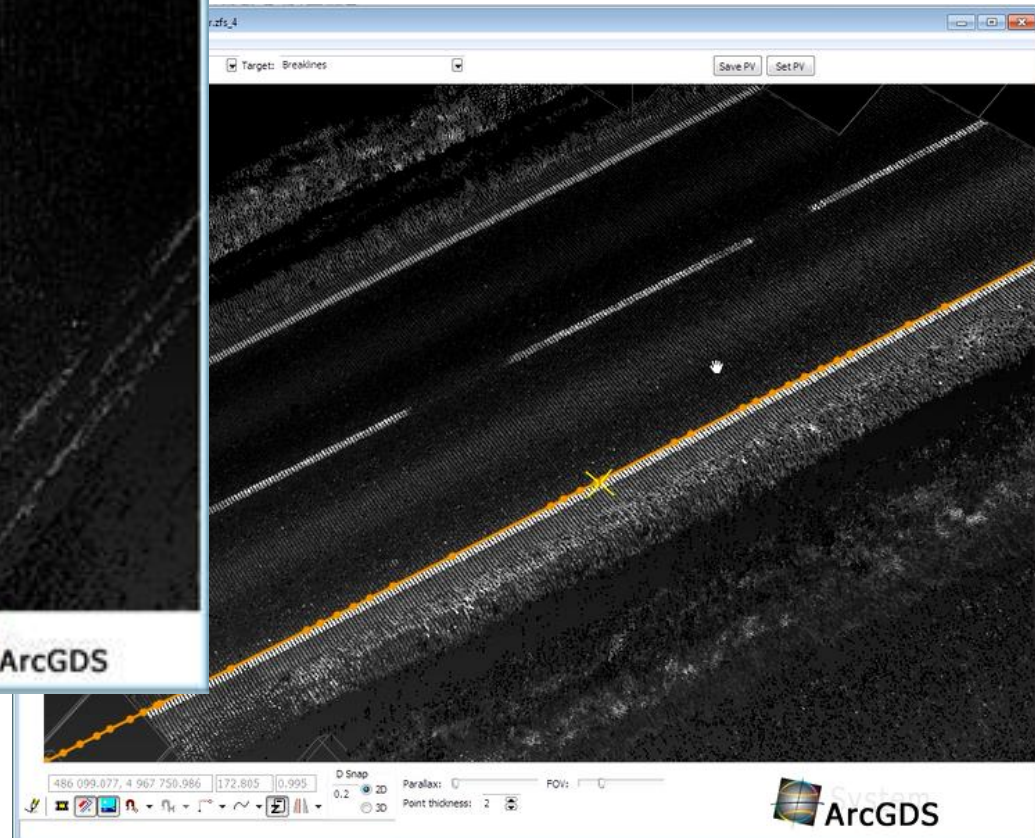 r.zfs_4
Target: Breaklines
Save PV Set PV
ArcGDS
486 099.077, 4 967 750.986 172.805 0.995
D Snap
0.2 2D
3D
Parallax: FOV:
Point thickness: 2
System
ArcGDS